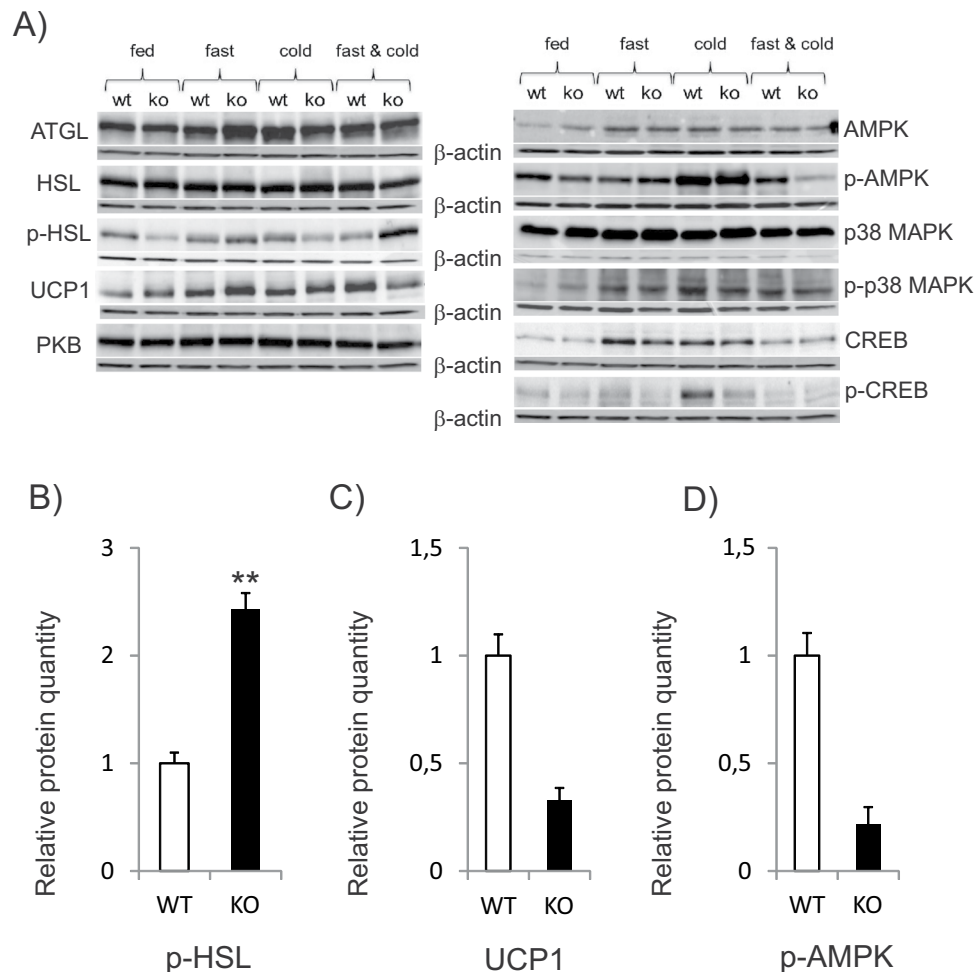 A)
fed fast cold fast & cold
wt ko wt ko wt ko wt ko
ATGL
β-actin
HSL
β-actin
p-HSL
β-actin
UCP1
β-actin
PKB
β-actin
fed fast cold fast & cold
wt ko wt ko wt ko wt ko
AMPK
p-AMPK
p38 MAPK
p-p38 MAPK
CREB
p-CREB
β-actin
B)
Relative protein quantity
3
2
1
0
**
WT KO
p-HSL
C)
Relative protein quantity
1,5
1
0,5
0
WT KO
UCP1
D)
Relative protein quantity
1,5
1
0,5
0
WT KO
p-AMPK